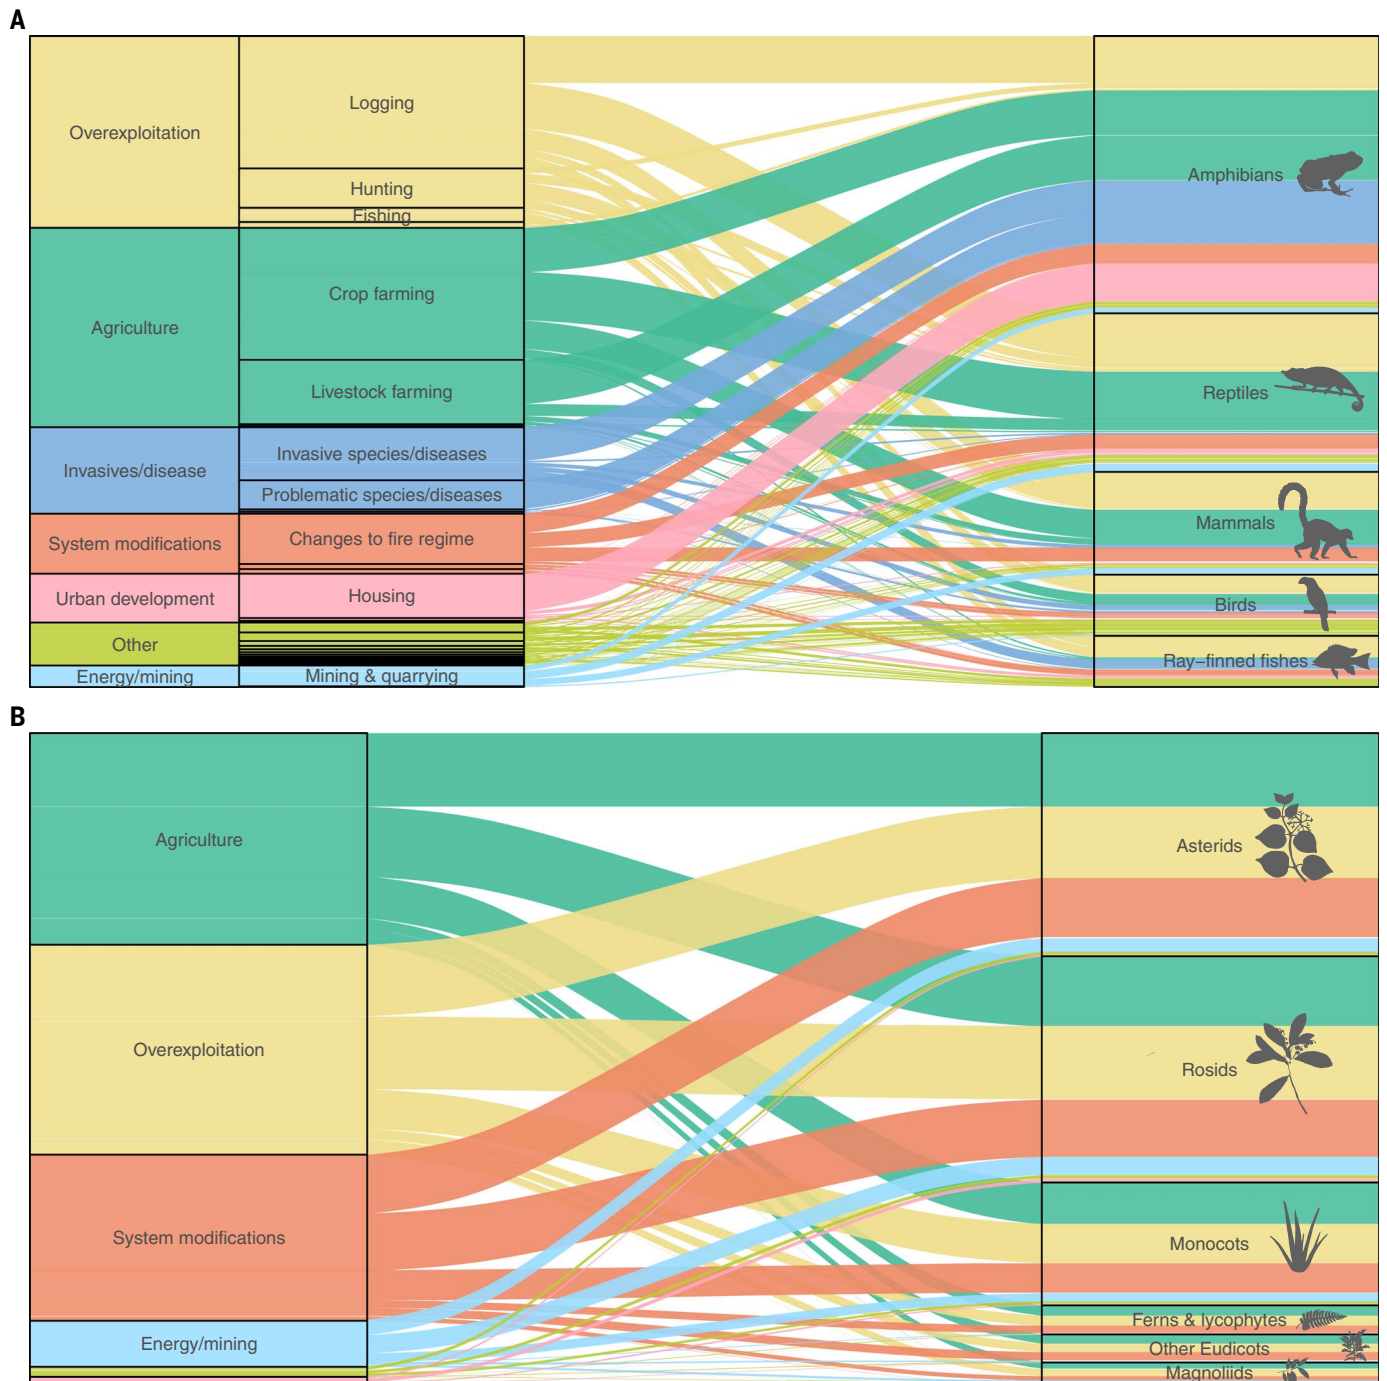 A
Overexploitation
Logging
Hunting
Fishing
Agriculture
Crop farming
Livestock farming
Invasives/disease
Invasive species/diseases
Problematic species/diseases
System modifications
Changes to fire regime
Urban development
Housing
Other
Energy/mining
Mining & quarrying
Amphibians
Reptiles
Mammals
Birds
Ray–finned fishes
B
Agriculture
Overexploitation
System modifications
Energy/mining
Asterids
Rosids
Monocots
Ferns & lycophytes
Other Eudicots
Magnoliids